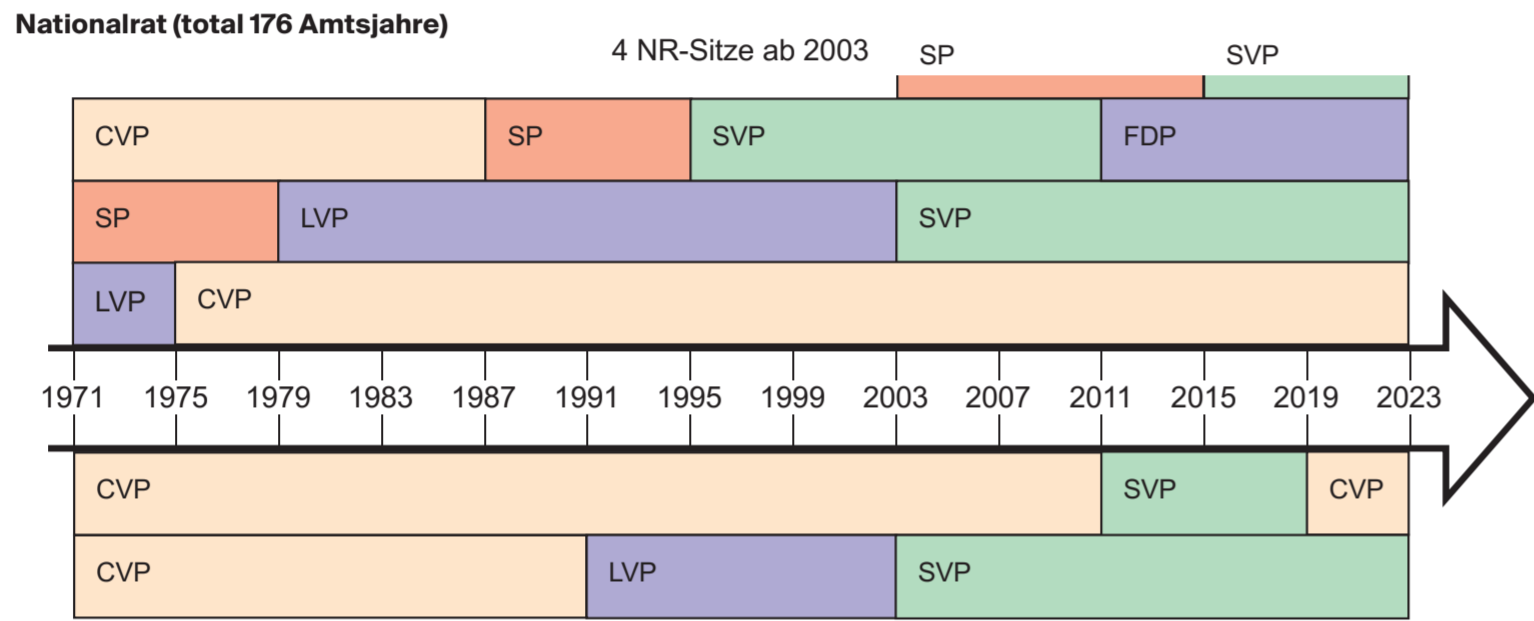 Nationalrat (total 176 Amtsjahre)
4 NR-Sitze ab 2003 SP SVP
CVP SP SVP FDP
SP LVP SVP
LVP CVP
1971 1975 1979 1983 1987 1991 1995 1999 2003 2007 2011 2015 2019 2023
CVP SVP CVP
CVP LVP SVP